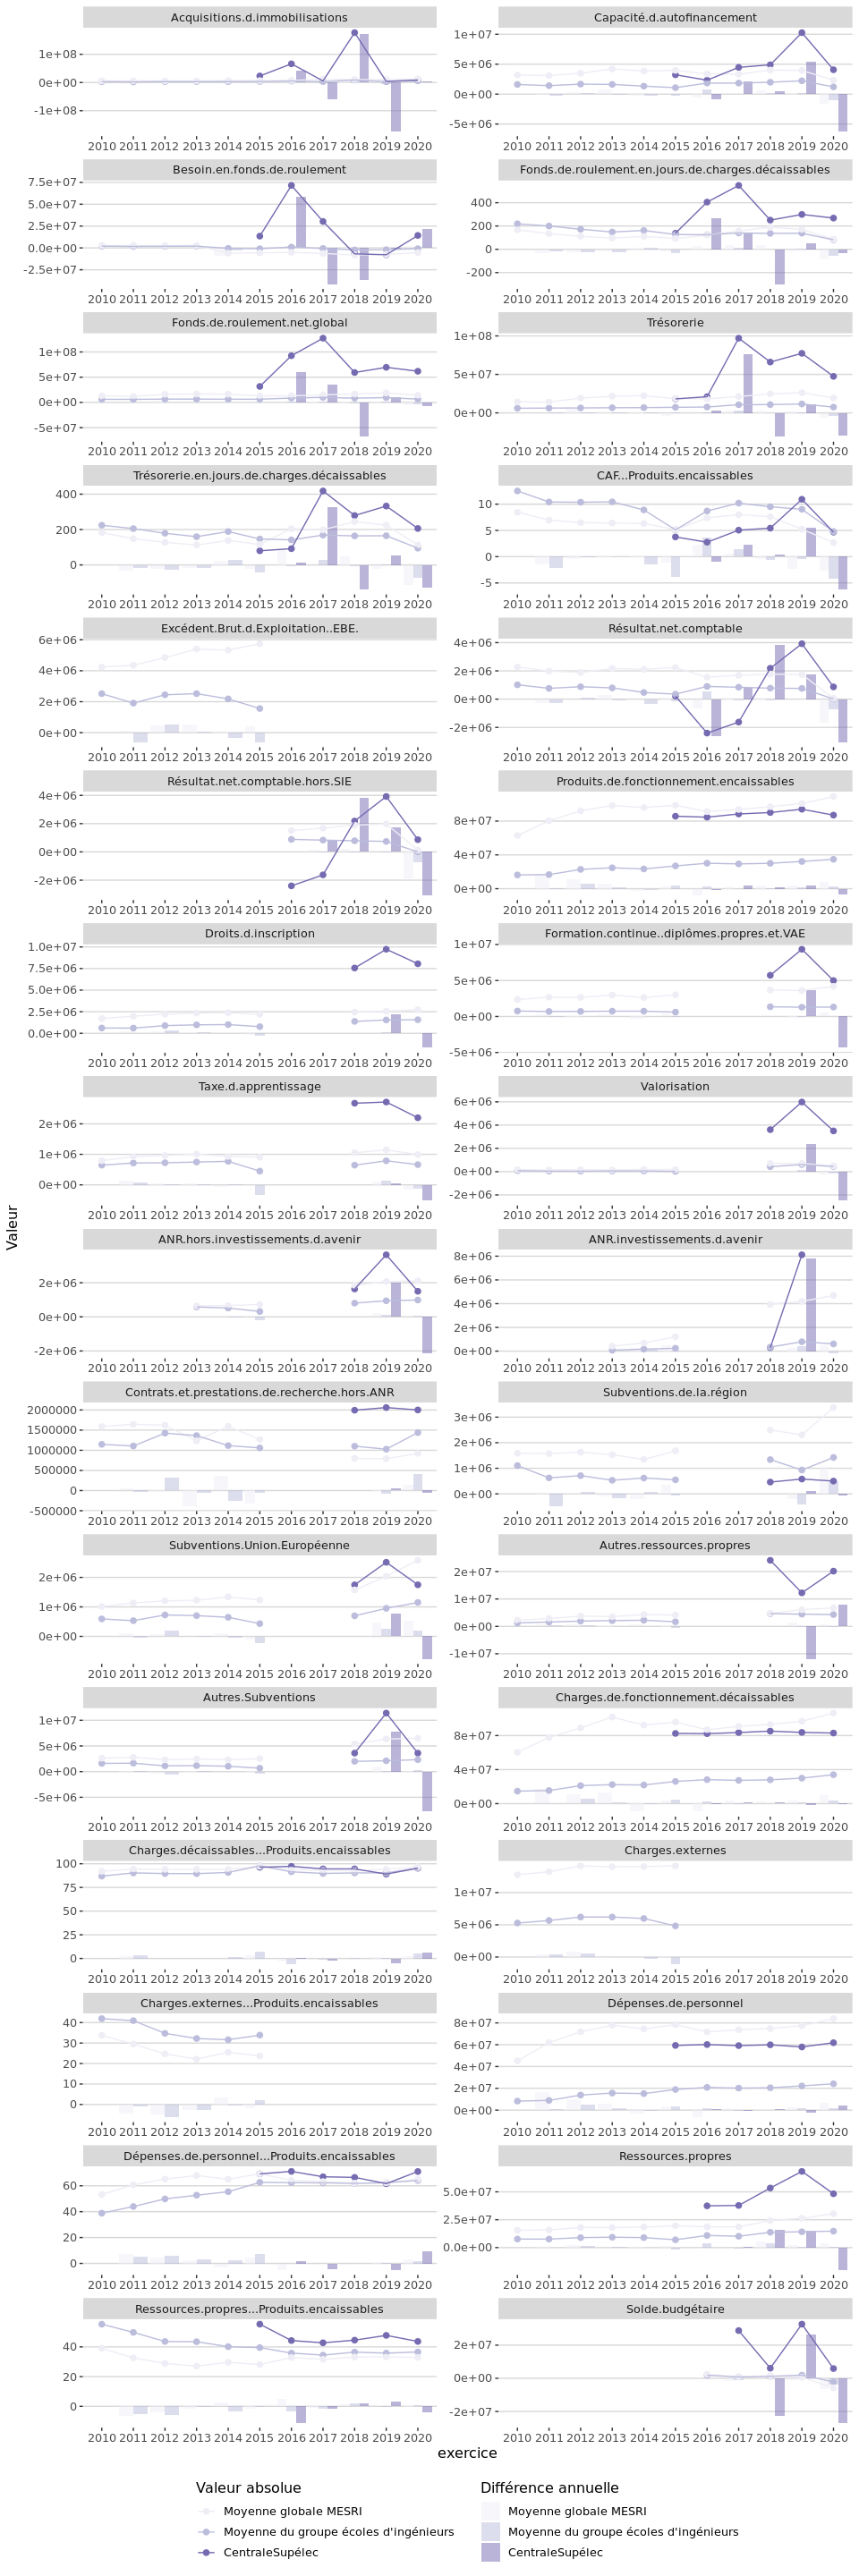 Acquisitions.d.immobilisations
1e+08
0e+00
-1e+08
2010 2011 2012 2013 2014 2015 2016 2017 2018 2019 2020
Capacité.d.autofinancement
1e+07
5e+06
0e+00
-5e+06
2010 2011 2012 2013 2014 2015 2016 2017 2018 2019 2020
Besoin.en.fonds.de.roulement
7.5e+07
5.0e+07
2.5e+07
0.0e+00
-2.5e+07
2010 2011 2012 2013 2014 2015 2016 2017 2018 2019 2020
Fonds.de.roulement.en.jours.de.charges.décaissables
400
200
0
-200
2010 2011 2012 2013 2014 2015 2016 2017 2018 2019 2020
Fonds.de.roulement.net.global
1e+08
5e+07
0e+00
-5e+07
2010 2011 2012 2013 2014 2015 2016 2017 2018 2019 2020
Trésorerie
1e+08
5e+07
0e+00
2010 2011 2012 2013 2014 2015 2016 2017 2018 2019 2020
Trésorerie.en.jours.de.charges.décaissables
400
200
0
2010 2011 2012 2013 2014 2015 2016 2017 2018 2019 2020
CAF...Produits.encaissables
10
5
0
-5
2010 2011 2012 2013 2014 2015 2016 2017 2018 2019 2020
Excédent.Brut.d.Exploitation..EBE.
6e+06
4e+06
2e+06
0e+00
2010 2011 2012 2013 2014 2015 2016 2017 2018 2019 2020
Résultat.net.comptable
4e+06
2e+06
0e+00
-2e+06
2010 2011 2012 2013 2014 2015 2016 2017 2018 2019 2020
Résultat.net.comptable.hors.SIE
4e+06
2e+06
0e+00
-2e+06
2010 2011 2012 2013 2014 2015 2016 2017 2018 2019 2020
Produits.de.fonctionnement.encaissables
8e+07
4e+07
0e+00
2010 2011 2012 2013 2014 2015 2016 2017 2018 2019 2020
Droits.d.inscription
1.0e+07
7.5e+06
5.0e+06
2.5e+06
0.0e+00
2010 2011 2012 2013 2014 2015 2016 2017 2018 2019 2020
Formation.continue..diplômes.propres.et.VAE
1e+07
5e+06
0e+00
-5e+06
2010 2011 2012 2013 2014 2015 2016 2017 2018 2019 2020
Taxe.d.apprentissage
2e+06
1e+06
0e+00
2010 2011 2012 2013 2014 2015 2016 2017 2018 2019 2020
Valorisation
6e+06
4e+06
2e+06
0e+00
-2e+06
2010 2011 2012 2013 2014 2015 2016 2017 2018 2019 2020
Valeur
ANR.hors.investissements.d.avenir
2e+06
0e+00
-2e+06
2010 2011 2012 2013 2014 2015 2016 2017 2018 2019 2020
ANR.investissements.d.avenir
8e+06
6e+06
4e+06
2e+06
0e+00
2010 2011 2012 2013 2014 2015 2016 2017 2018 2019 2020
Contrats.et.prestations.de.recherche.hors.ANR
2000000
1500000
1000000
500000
0
-500000
2010 2011 2012 2013 2014 2015 2016 2017 2018 2019 2020
Subventions.de.la.région
3e+06
2e+06
1e+06
0e+00
2010 2011 2012 2013 2014 2015 2016 2017 2018 2019 2020
Subventions.Union.Européenne
2e+06
1e+06
0e+00
2010 2011 2012 2013 2014 2015 2016 2017 2018 2019 2020
Autres.ressources.propres
2e+07
1e+07
0e+00
-1e+07
2010 2011 2012 2013 2014 2015 2016 2017 2018 2019 2020
Autres.Subventions
1e+07
5e+06
0e+00
-5e+06
2010 2011 2012 2013 2014 2015 2016 2017 2018 2019 2020
Charges.de.fonctionnement.décaissables
8e+07
4e+07
0e+00
2010 2011 2012 2013 2014 2015 2016 2017 2018 2019 2020
Charges.décaissables...Produits.encaissables
100
75
50
25
0
2010 2011 2012 2013 2014 2015 2016 2017 2018 2019 2020
Charges.externes
1e+07
5e+06
0e+00
2010 2011 2012 2013 2014 2015 2016 2017 2018 2019 2020
Charges.externes...Produits.encaissables
40
30
20
10
0
2010 2011 2012 2013 2014 2015 2016 2017 2018 2019 2020
Dépenses.de.personnel
8e+07
6e+07
4e+07
2e+07
0e+00
2010 2011 2012 2013 2014 2015 2016 2017 2018 2019 2020
Dépenses.de.personnel...Produits.encaissables
60
40
20
0
2010 2011 2012 2013 2014 2015 2016 2017 2018 2019 2020
Ressources.propres
5.0e+07
2.5e+07
0.0e+00
2010 2011 2012 2013 2014 2015 2016 2017 2018 2019 2020
Ressources.propres...Produits.encaissables
40
20
0
2010 2011 2012 2013 2014 2015 2016 2017 2018 2019 2020
Solde.budgétaire
2e+07
0e+00
-2e+07
2010 2011 2012 2013 2014 2015 2016 2017 2018 2019 2020
exercice
Valeur absolue
Moyenne globale MESRI
Moyenne du groupe écoles d'ingénieurs
CentraleSupélec
Différence annuelle
Moyenne globale MESRI
Moyenne du groupe écoles d'ingénieurs
CentraleSupélec